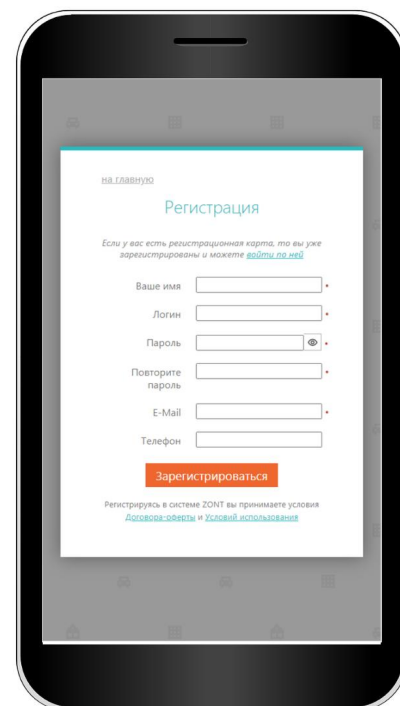 на главную
Регистрация
Если у вас есть регистрационная карта, то вы уже
зарегистрированы и можете войти по ней
Ваше имя
Логин
Пароль
Повторите
пароль
E-Mail
Телефон
Зарегистрироваться
Регистрируясь в системе ZONT вы принимаете условия
Договора-оферты и Условий использования